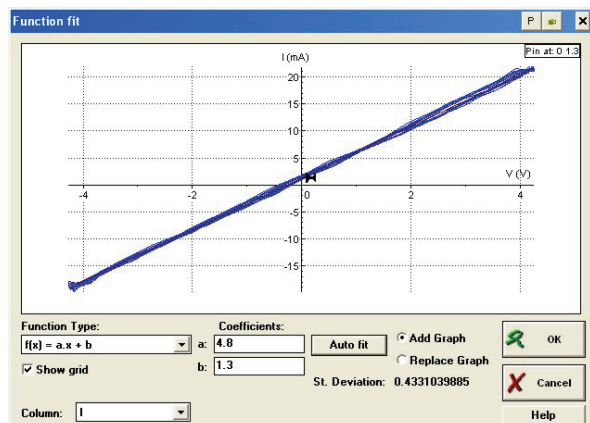 Function fit
P
Pin at: 0 1.3
I (mA)
20
15
10
5
V (V)
-4
-2
0
2
4
-5
-10
-15
Function Type:
f(x) = a.x + b
Show grid
Coefficients:
a: 4.8
b: 1.3
Auto fit
Add Graph
Replace Graph
St. Deviation: 0.4331039885
OK
Cancel
Column: I
Help